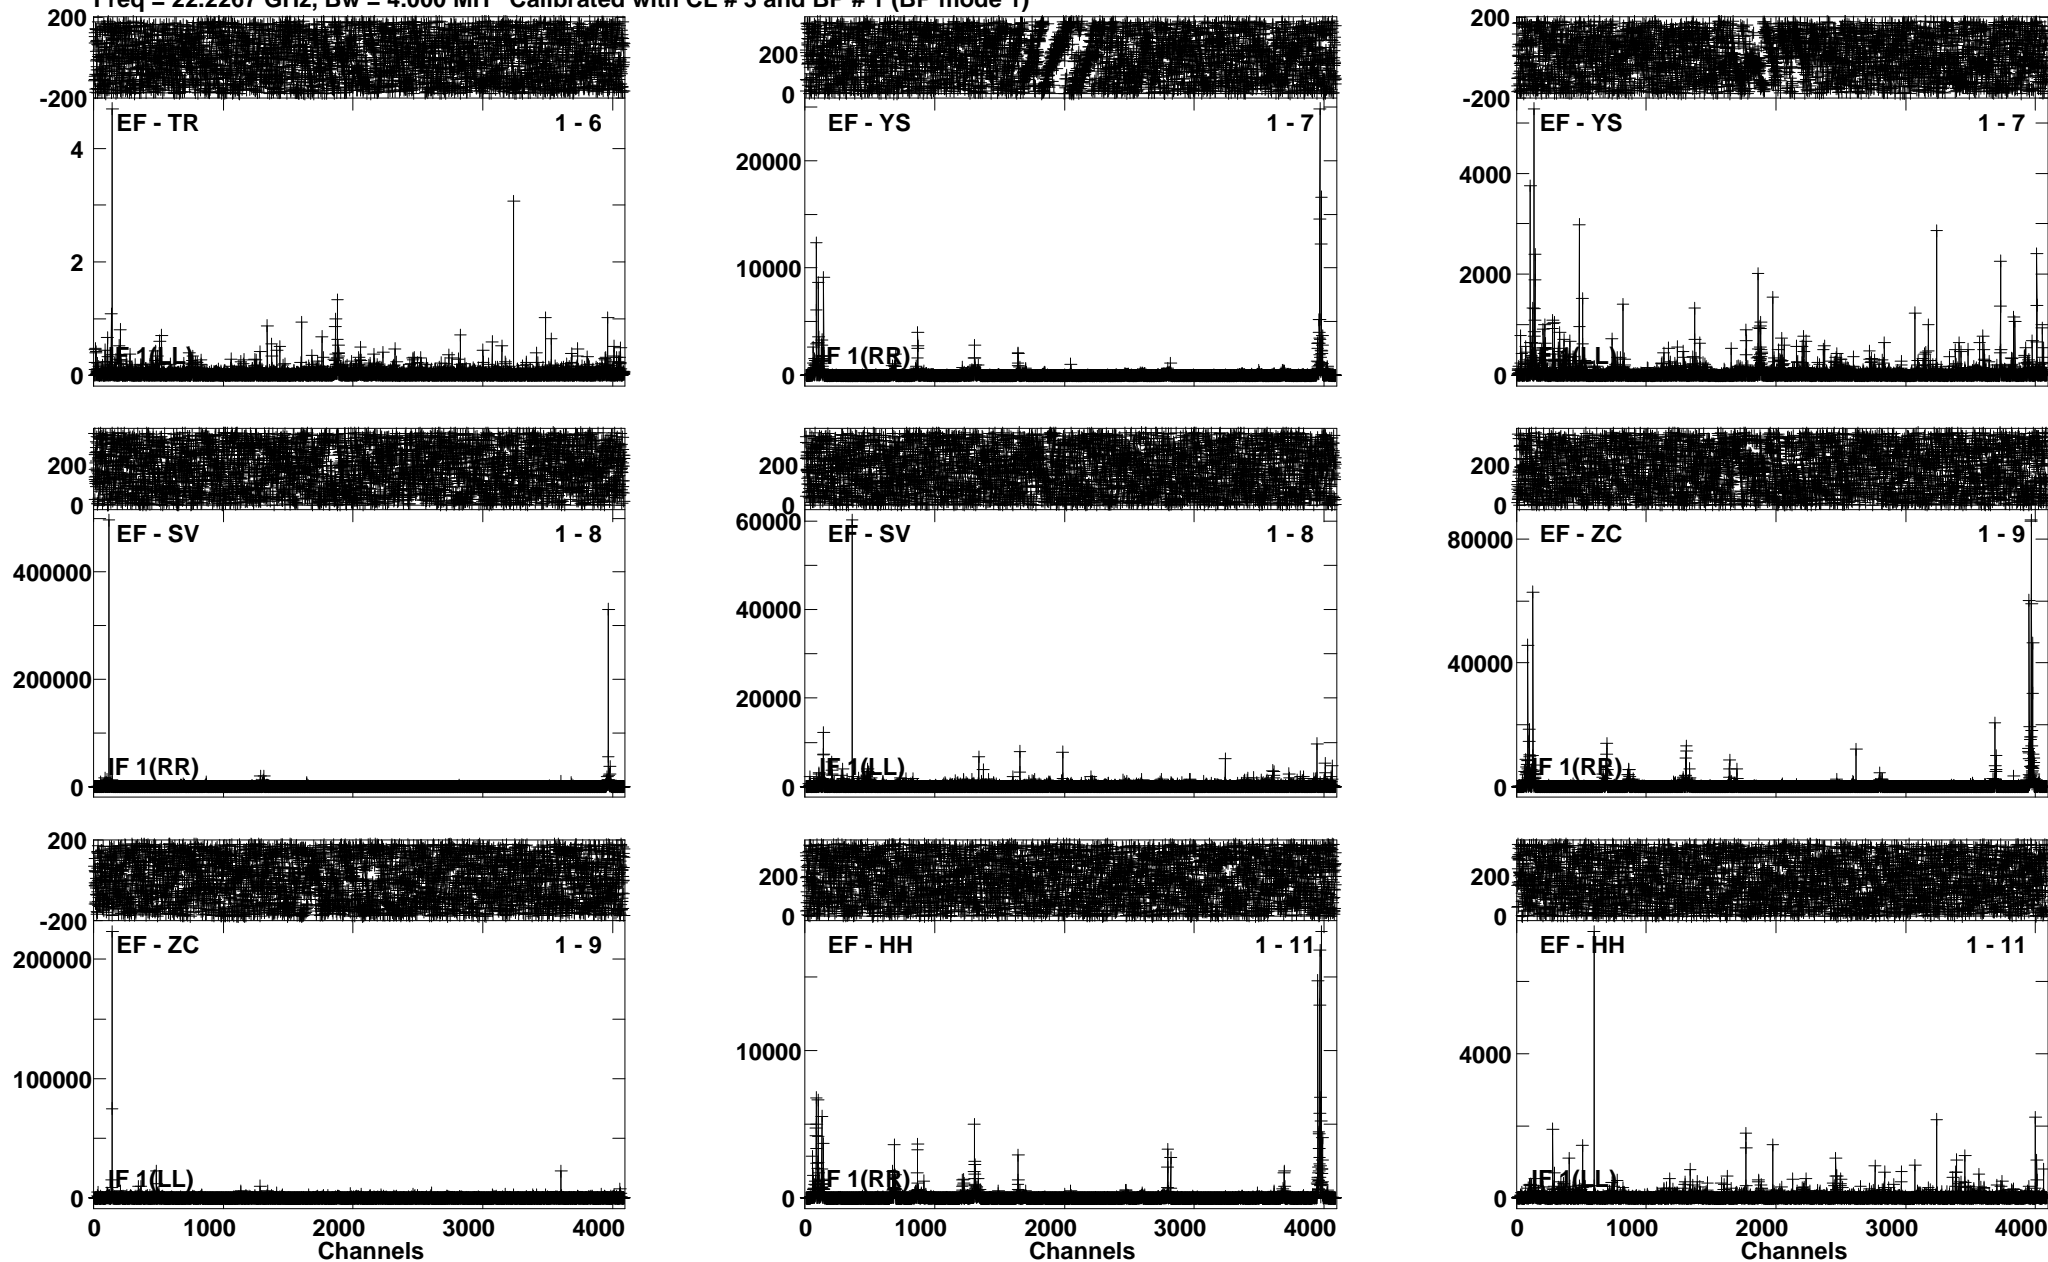 Freq = 22.2267 GHz, Bw = 4.000 MH Calibrated with CL # 3 and BP # 1 (BP mode 1)
200
-200
EF - TR 1 - 6
4
2
0
IF 1(LL)
200
0
EF - YS 1 - 7
20000
10000
0
IF 1(RR)
200
-200
EF - YS 1 - 7
4000
2000
0
IF 1(LL)
200
0
EF - SV 1 - 8
400000
200000
0
IF 1(RR)
200
0
EF - SV 1 - 8
60000
40000
20000
0
IF 1(LL)
200
0
EF - ZC 1 - 9
80000
40000
0
IF 1(RR)
200
-200
EF - ZC 1 - 9
200000
100000
0
IF 1(LL)
0 1000 2000 3000 4000
Channels
200
0
EF - HH 1 - 11
10000
0
IF 1(RR)
0 1000 2000 3000 4000
Channels
200
0
EF - HH 1 - 11
4000
0
IF 1(LL)
0 1000 2000 3000 4000
Channels